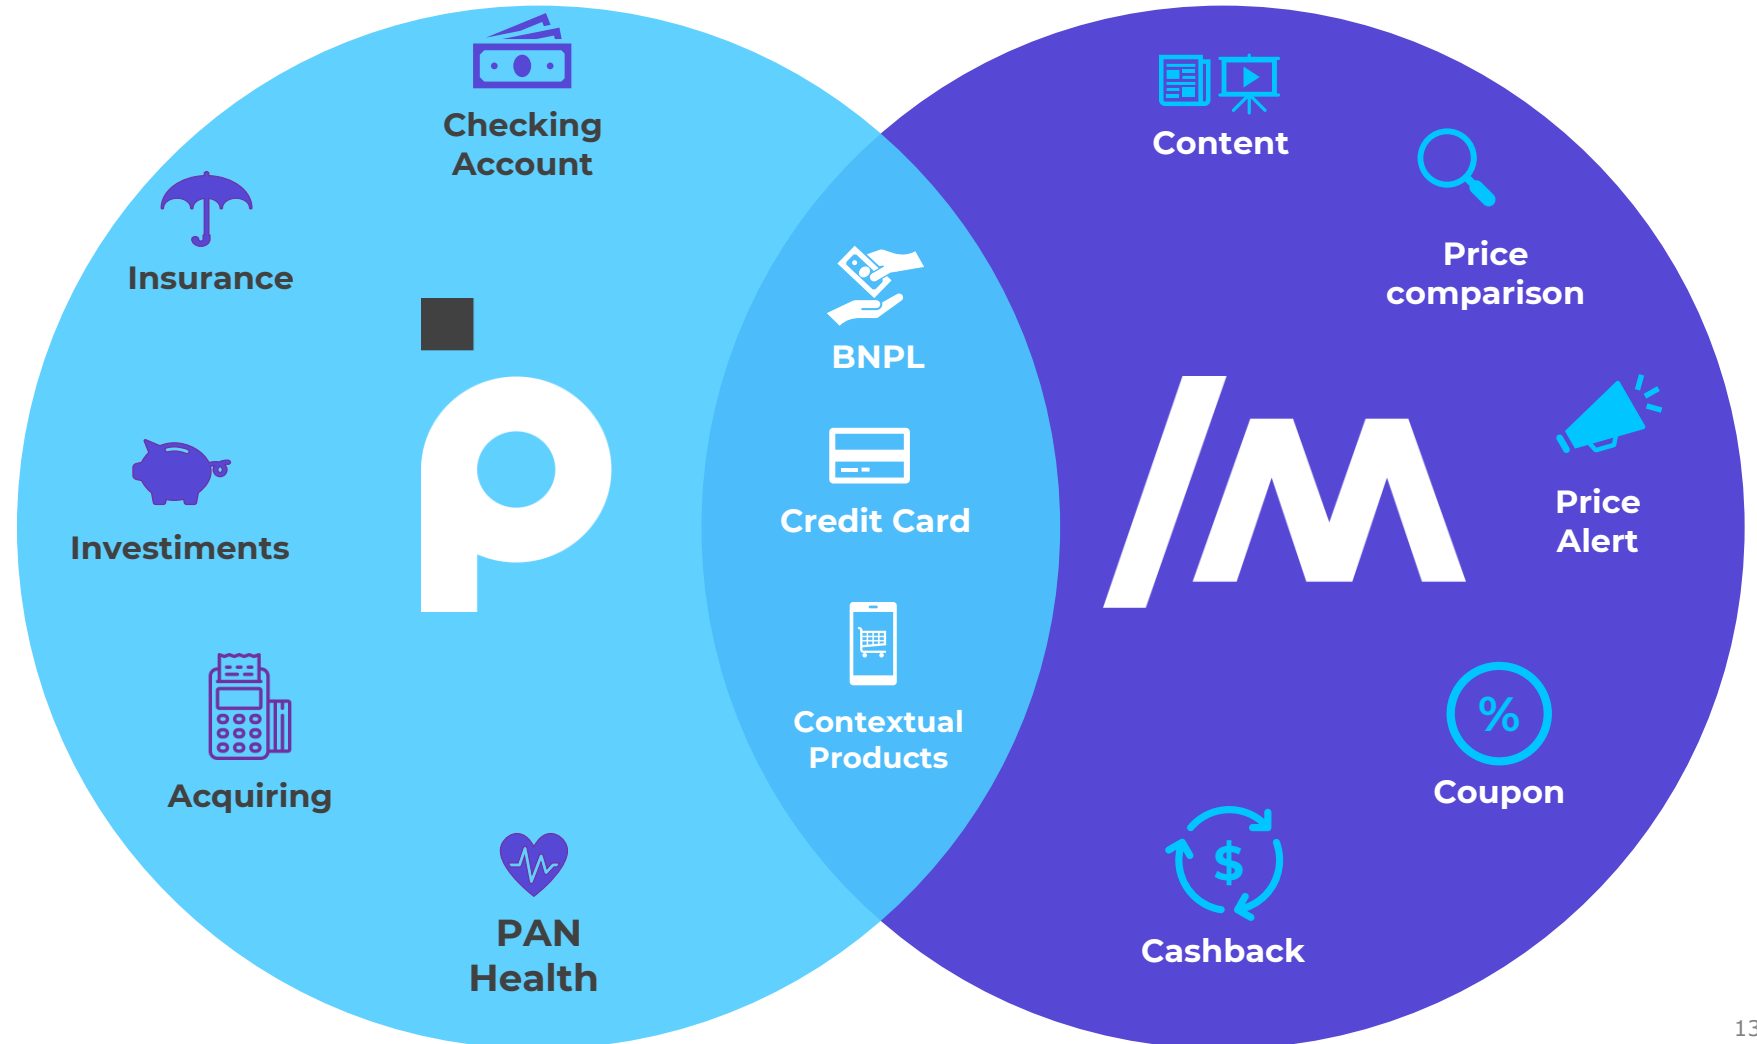 Checking
Account
Insurance
Investiments
Acquiring
PAN
Health
BNPL
Credit Card
Contextual
Products
Content
Price
comparison
Price
Alert
%
Coupon
$
Cashback
p
/M
13